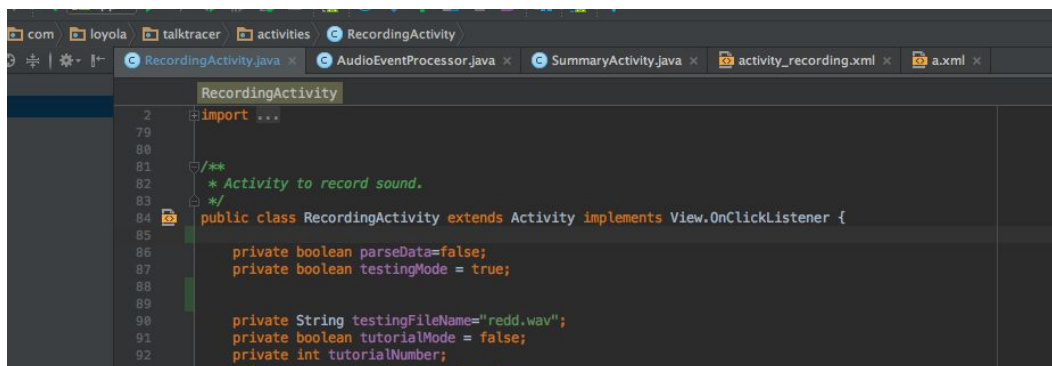 com loyola talktracer activities RecordingActivity
RecordingActivity.java AudioEventProcessor.java SummaryActivity.java activity_recording.xml a.xml
RecordingActivity
2 import ...
79
80
81 /**
82 * Activity to record sound.
83 */
84 public class RecordingActivity extends Activity implements View.OnClickListener {
85
86 private boolean parseData=false;
87 private boolean testingMode = true;
88
89
90 private String testingFileName="redd.wav";
91 private boolean tutorialMode = false;
92 private int tutorialNumber;